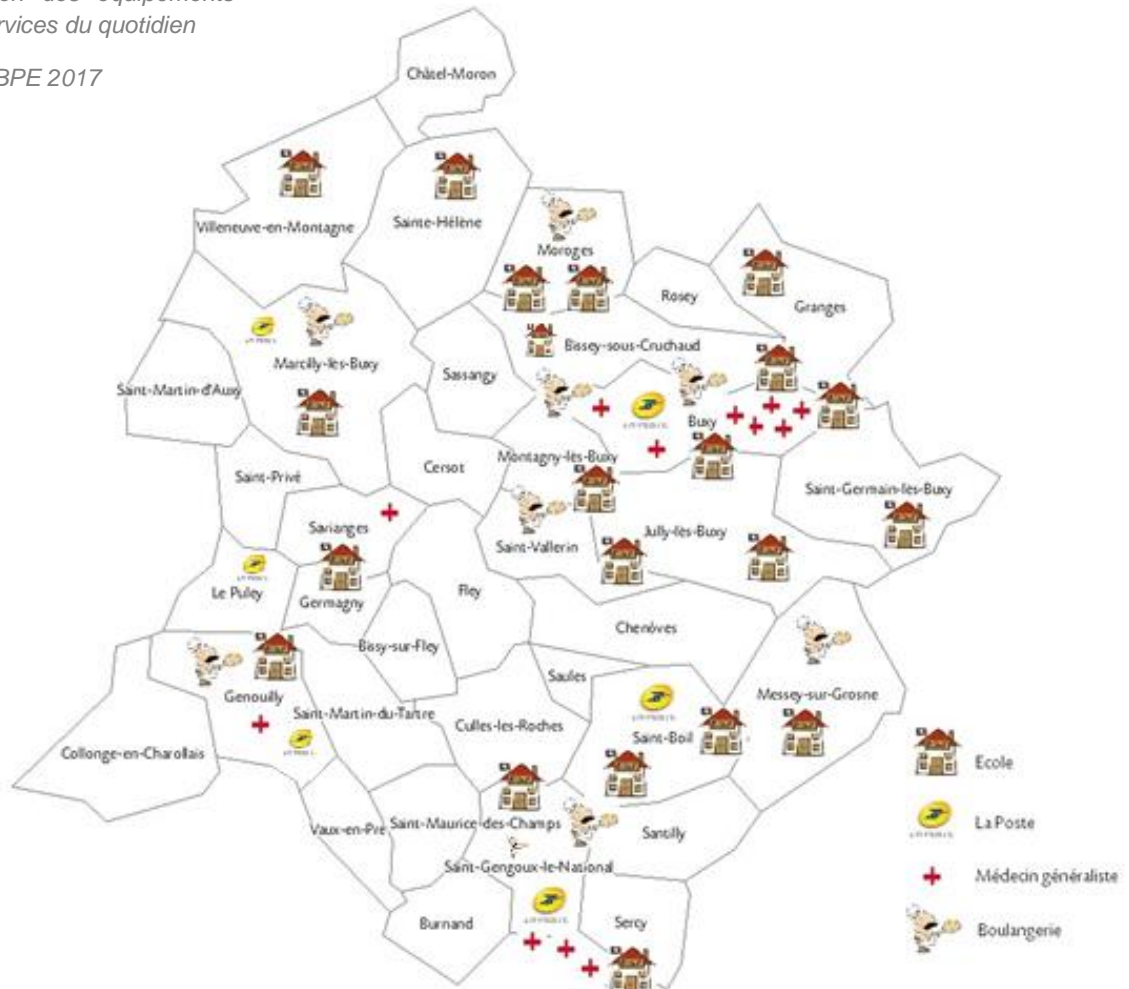 des équipements
rvices du quotidien
BPE 2017
Châtel-Moron
Villeneuve-en-Montagne
Sainte-Hélène
Moroges
Rosey
Granges
Bissey-sous-Cruchaud
Marcilly-lès-Buxy
Sassangy
Saint-Martin-d'Auxy
Buxy
Montagny-lès-Buxy
Cersot
Saint-Privé
Saint-Germain-lès-Buxy
Sarianges
Saint-Vallerin
Jully-lès-Buxy
Le Puley
Germagny
Fley
Chenôves
Bissy-sur-Fley
Saules
Genouilly
Saint-Martin-du-Tartre
Culles-les-Roches
Saint-Boil
Messey-sur-Grosne
Collonge-en-Charollais
Vaux-en-Pré
Saint-Maurice-des-Champs
Santilly
Saint-Gengoux-le-National
Burnand
Sercy
Ecole
La Poste
Médecin généraliste
Boulangerie